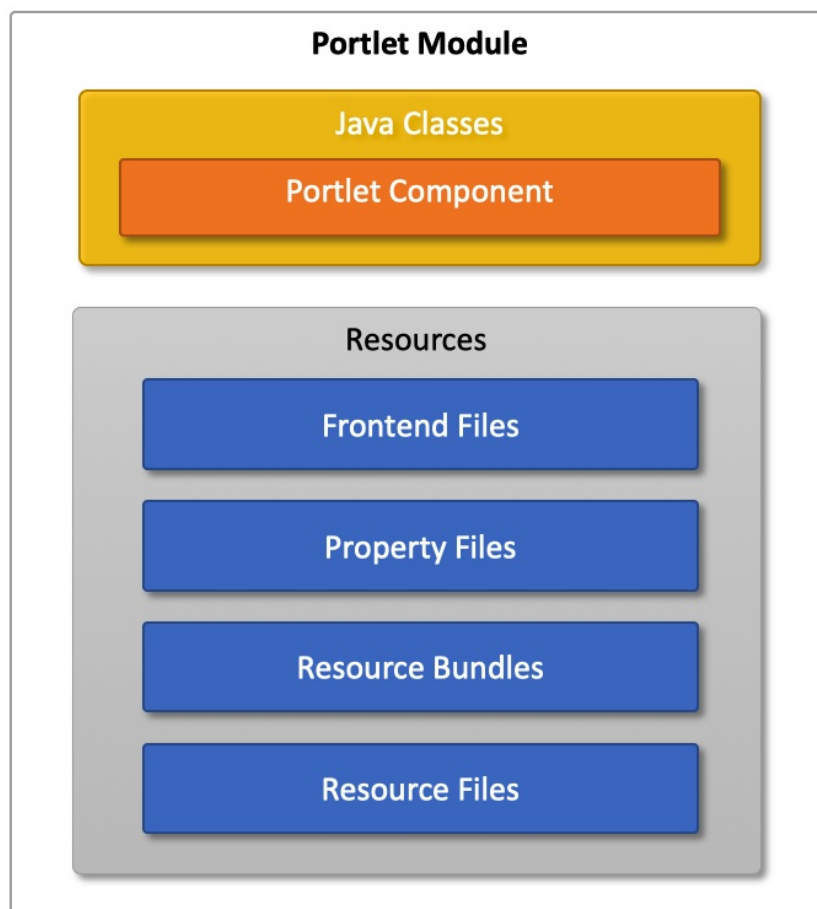 Portlet Module
Java Classes
Portlet Component
Resources
Frontend Files
Property Files
Resource Bundles
Resource Files